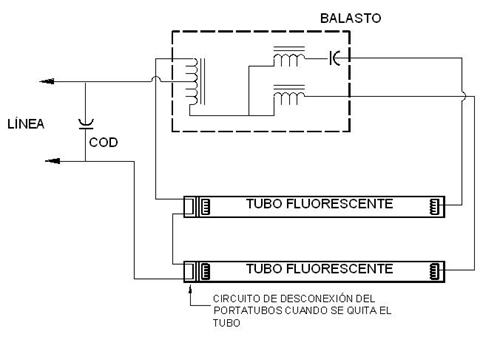 BALASTO
LÍNEA
COD
TUBO FLUORESCENTE
TUBO FLUORESCENTE
CIRCUITO DE DESCONEXIÓN DEL
PORTATUBOS CUANDO SE QUITA EL
TUBO